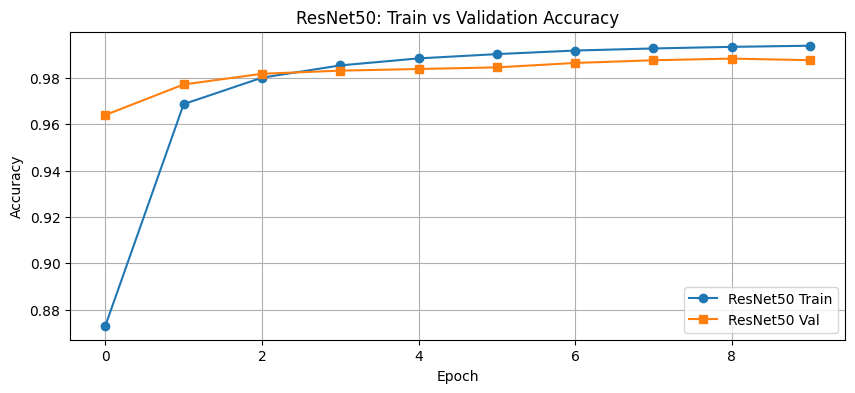 ResNet50: Train vs Validation Accuracy
Accuracy
0.98
0.96
0.94
0.92
0.90
0.88
0 2 4 6 8
Epoch
ResNet50 Train
ResNet50 Val